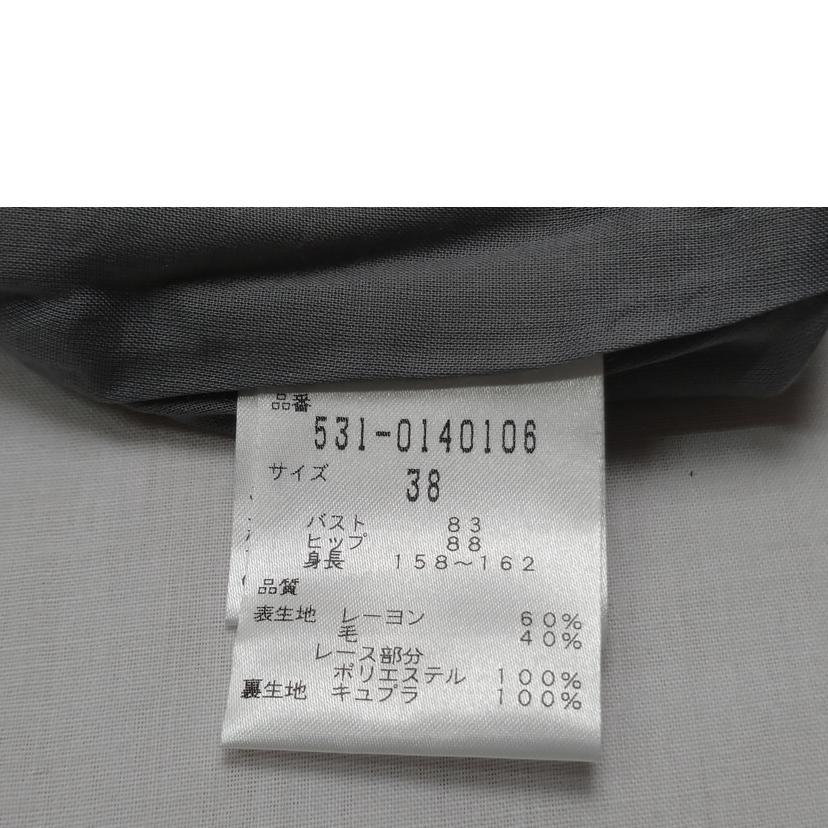 品番
531-0140106
サイズ 38
バスト 83
ヒップ 88
身長 158～162
品質
表生地 レーヨン 60%
毛 40%
レース部分
ポリエステル 100%
裏生地 キュプラ 100%